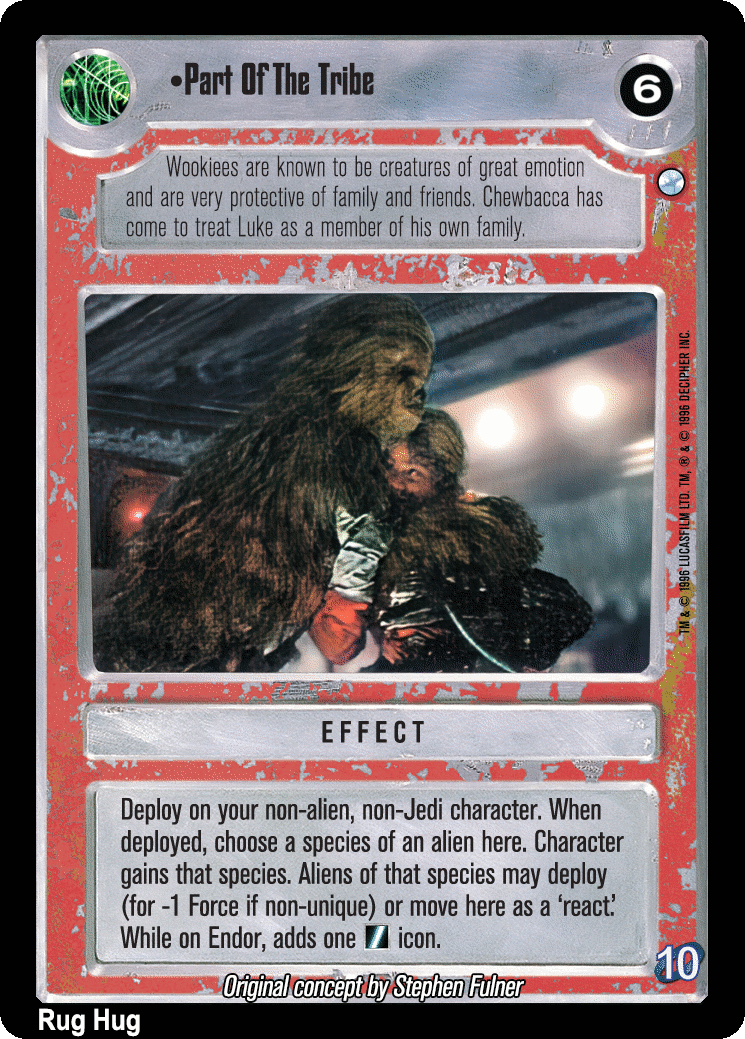 •Part Of The Tribe
6
Wookiees are known to be creatures of great emotion
and are very protective of family and friends. Chewbacca has
come to treat Luke as a member of his own family.
TM & © 1996 LUCASFILM LTD. TM, ® & © 1996 DECIPHER INC.
EFFECT
Deploy on your non-alien, non-Jedi character. When
deployed, choose a species of an alien here. Character
gains that species. Aliens of that species may deploy
(for -1 Force if non-unique) or move here as a ‘react.’
While on Endor, adds one icon.
10
Original concept by Stephen Fulner
Rug Hug